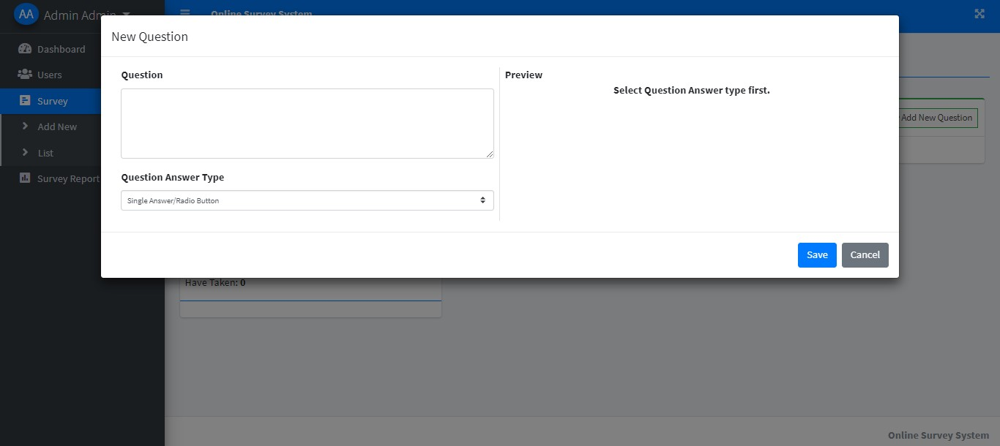 AA Admin Admin
Online Survey System
Dashboard
Users
Survey
Add New
List
Survey Report
New Question
Question
Question Answer Type
Single Answer/Radio Button
Preview
Select Question Answer type first.
Add New Question
Save Cancel
Have Taken: 0
Online Survey System